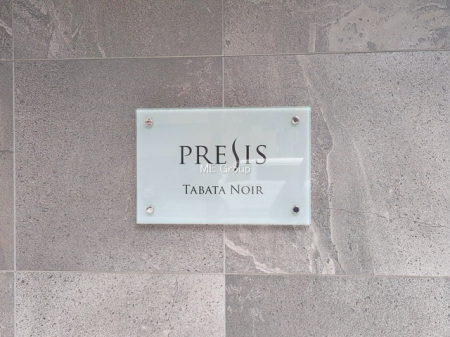 PRESIS
ME Group
TABATA NOIR